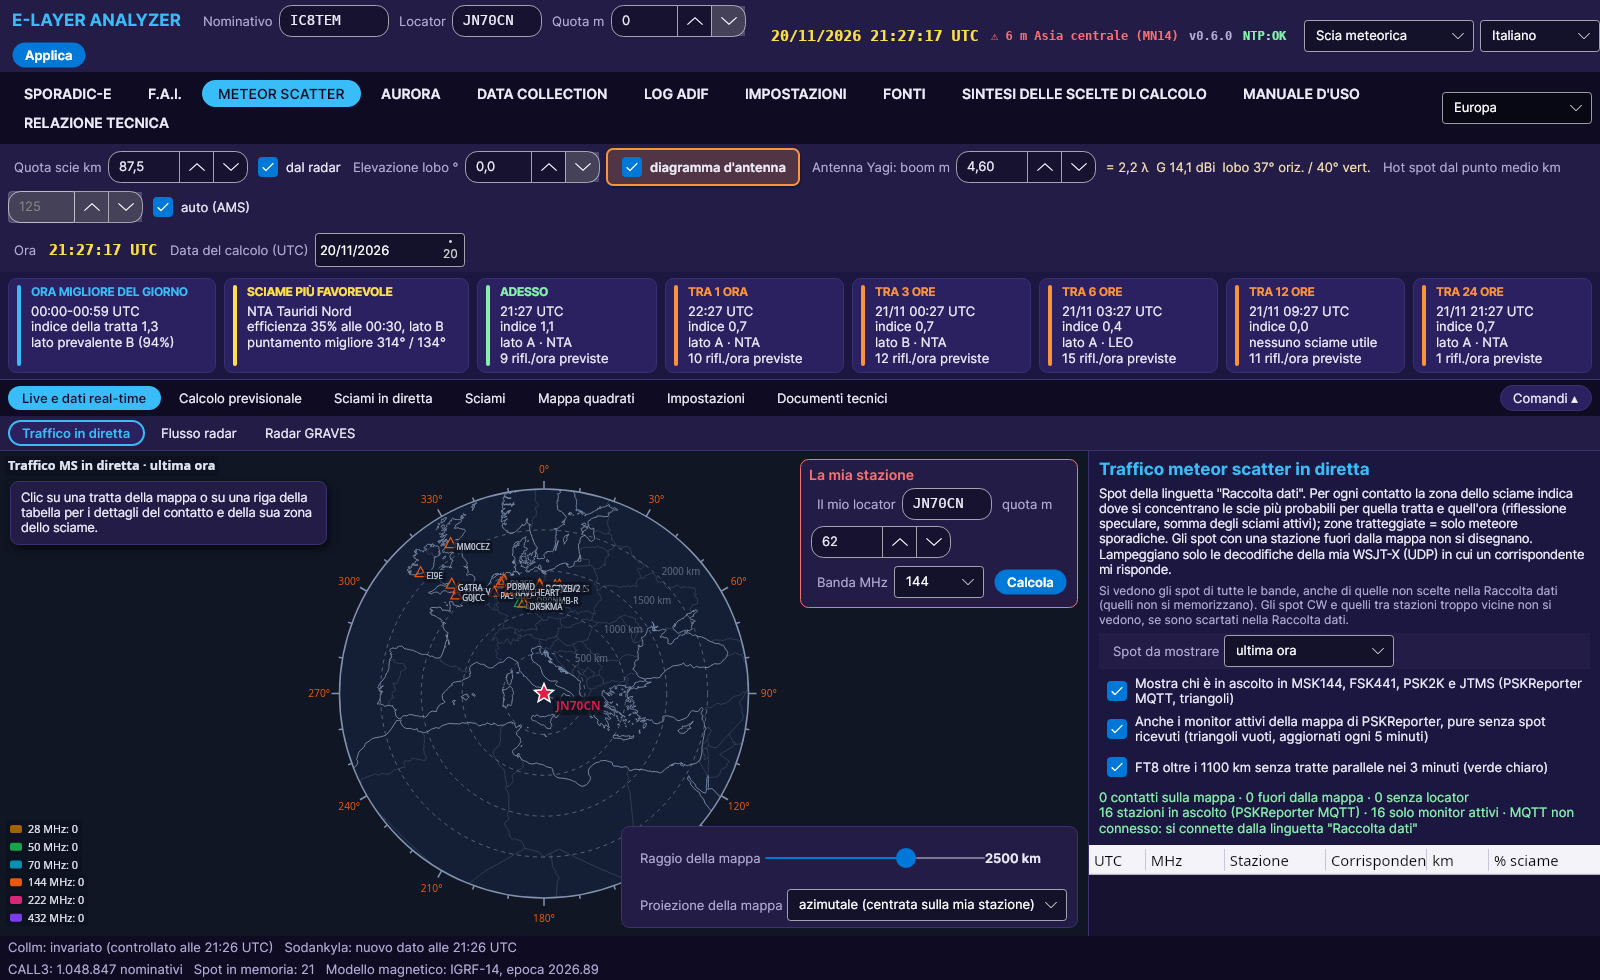 E-LAYER ANALYZER Nominativo IC8TEM Locator JN70CN Quota m 0
20/11/2026 21:27:17 UTC ⚠ 6 m Asia centrale (MN14) v0.6.0 NTP:OK Scia meteorica Italiano
Applica
SPORADIC-E F.A.I. METEOR SCATTER AURORA DATA COLLECTION LOG ADIF IMPOSTAZIONI FONTI SINTESI DELLE SCELTE DI CALCOLO MANUALE D'USO
RELAZIONE TECNICA
Europa
Quota scie km 87,5 dal radar Elevazione lobo ° 0,0 diagramma d'antenna Antenna Yagi: boom m 4,60 = 2,2 λ G 14,1 dBi lobo 37° oriz. / 40° vert. Hot spot dal punto medio km
125 auto (AMS)
Ora 21:27:17 UTC Data del calcolo (UTC) 20/11/2026 20
ORA MIGLIORE DEL GIORNO
00:00-00:59 UTC
indice della tratta 1,3
lato prevalente B (94%)
SCIAME PIÙ FAVOREVOLE
NTA Tauridi Nord
efficienza 35% alle 00:30, lato B
puntamento migliore 314° / 134°
ADESSO
21:27 UTC
indice 1,1
lato A · NTA
9 rifl./ora previste
TRA 1 ORA
22:27 UTC
indice 0,7
lato A · NTA
10 rifl./ora previste
TRA 3 ORE
21/11 00:27 UTC
indice 0,7
lato B · NTA
12 rifl./ora previste
TRA 6 ORE
21/11 03:27 UTC
indice 0,4
lato A · LEO
15 rifl./ora previste
TRA 12 ORE
21/11 09:27 UTC
indice 0,0
nessuno sciame utile
11 rifl./ora previste
TRA 24 ORE
21/11 21:27 UTC
indice 0,7
lato A · NTA
1 rifl./ora previste
Live e dati real-time Calcolo previsionale Sciami in diretta Sciami Mappa quadrati Impostazioni Documenti tecnici Comandi ▴
Traffico in diretta Flusso radar Radar GRAVES
Traffico MS in diretta · ultima ora
Clic su una tratta della mappa o su una riga della
tabella per i dettagli del contatto e della sua zona
dello sciame.
0°
330° 30°
300° 60°
270° 90°
240° 120°
210°
180°
2000 km
1500 km
1000 km
500 km
MM0CEZ
EI9E
G4TRA
G0JCC
PD8MD
DK5KMA
JN70CN
La mia stazione
Il mio locator JN70CN quota m
62
Banda MHz 144 Calcola
28 MHz: 0
50 MHz: 0
70 MHz: 0
144 MHz: 0
222 MHz: 0
432 MHz: 0
Raggio della mappa 2500 km
Proiezione della mappa azimutale (centrata sulla mia stazione)
Traffico meteor scatter in diretta
Spot della linguetta "Raccolta dati". Per ogni contatto la zona dello sciame indica
dove si concentrano le scie più probabili per quella tratta e quell'ora (riflessione
speculare, somma degli sciami attivi); zone tratteggiate = solo meteore
sporadiche. Gli spot con una stazione fuori dalla mappa non si disegnano.
Lampeggiano solo le decodifiche della mia WSJT-X (UDP) in cui un corrispondente
mi risponde.
Si vedono gli spot di tutte le bande, anche di quelle non scelte nella Raccolta dati
(quelli non si memorizzano). Gli spot CW e quelli tra stazioni troppo vicine non si
vedono, se sono scartati nella Raccolta dati.
Spot da mostrare ultima ora
Mostra chi è in ascolto in MSK144, FSK441, PSK2K e JTMS (PSKReporter
MQTT, triangoli)
Anche i monitor attivi della mappa di PSKReporter, pure senza spot
ricevuti (triangoli vuoti, aggiornati ogni 5 minuti)
FT8 oltre i 1100 km senza tratte parallele nei 3 minuti (verde chiaro)
0 contatti sulla mappa · 0 fuori dalla mappa · 0 senza locator
16 stazioni in ascolto (PSKReporter MQTT) · 16 solo monitor attivi · MQTT non
connesso: si connette dalla linguetta "Raccolta dati"
UTC MHz Stazione Corrisponden km % sciame
Collm: invariato (controllato alle 21:26 UTC) Sodankyla: nuovo dato alle 21:26 UTC
CALL3: 1.048.847 nominativi Spot in memoria: 21 Modello magnetico: IGRF-14, epoca 2026.89